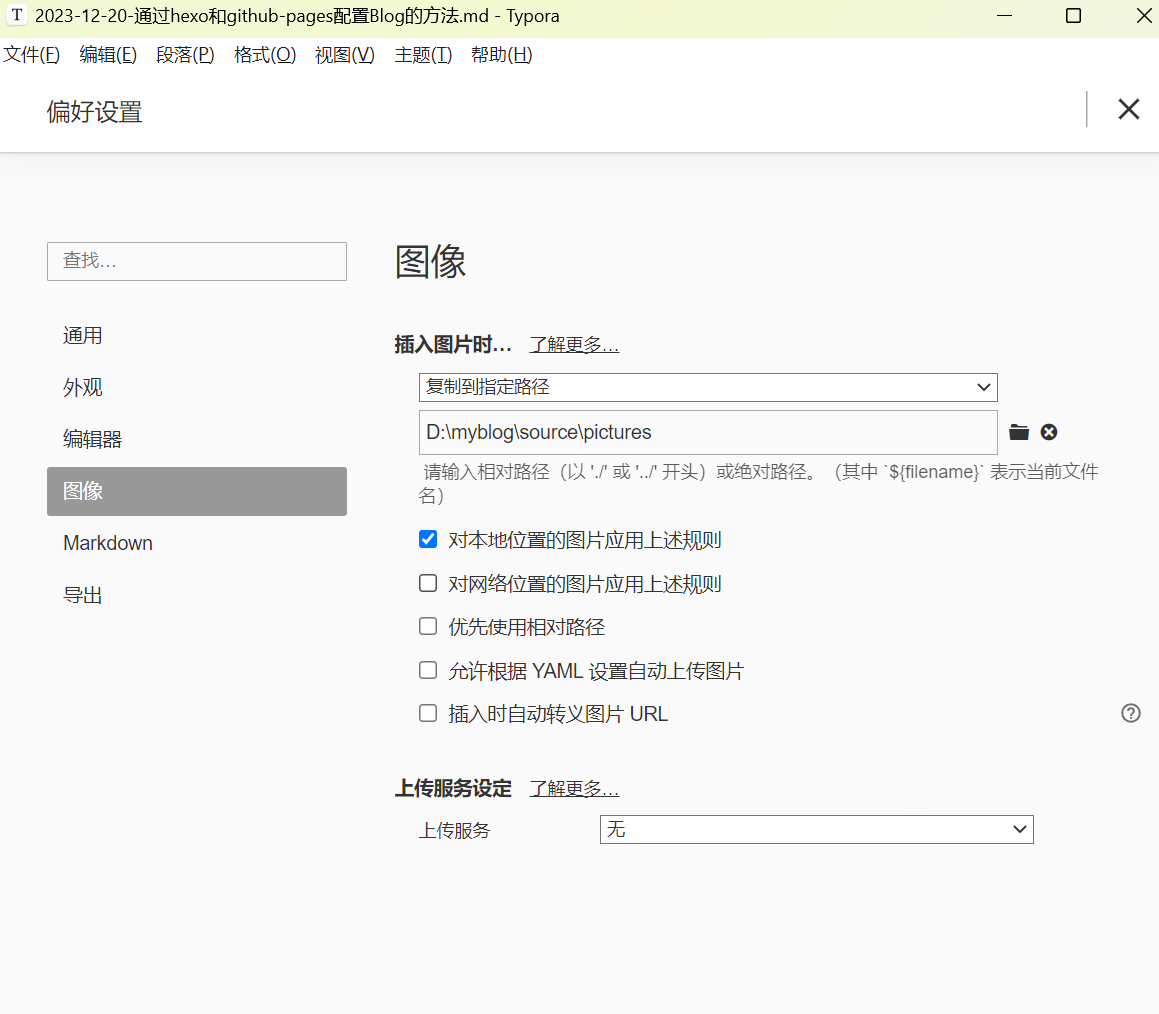 T 2023-12-20-通过hexo和github-pages配置Blog的方法.md - Typora
文件(F) 编辑(E) 段落(P) 格式(O) 视图(V) 主题(T) 帮助(H)
偏好设置
查找…
通用
外观
编辑器
图像
Markdown
导出
图像
插入图片时… 了解更多…
复制到指定路径
D:\myblog\source\pictures
请输入相对路径（以 './' 或 '../' 开头）或绝对路径。（其中 `${filename}` 表示当前文件
名）
对本地位置的图片应用上述规则
对网络位置的图片应用上述规则
优先使用相对路径
允许根据 YAML 设置自动上传图片
插入时自动转义图片 URL
上传服务设定 了解更多…
上传服务 无